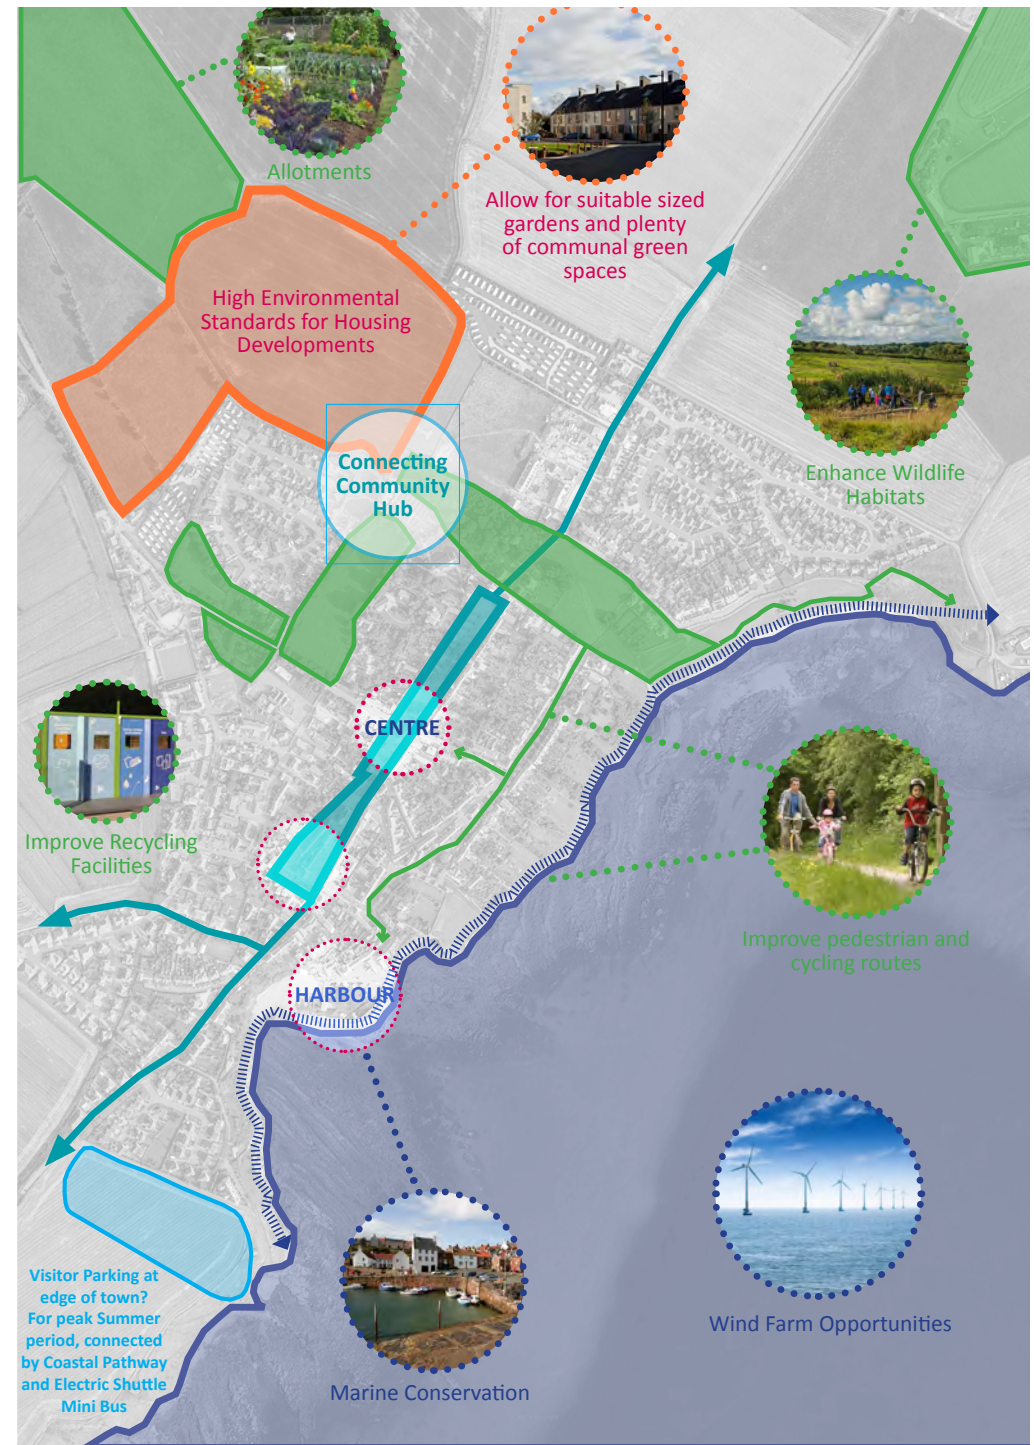 Allotments
Allow for suitable sized
gardens and plenty
of communal green
spaces
High Environmental
Standards for Housing
Developments
Connecting
Community
Hub
Enhance Wildlife
Habitats
CENTRE
Improve Recycling
Facilities
Improve pedestrian and
cycling routes
HARBOUR
Visitor Parking at
edge of town?
For peak Summer
period, connected
by Coastal Pathway
and Electric Shuttle
Mini Bus
Marine Conservation
Wind Farm Opportunities